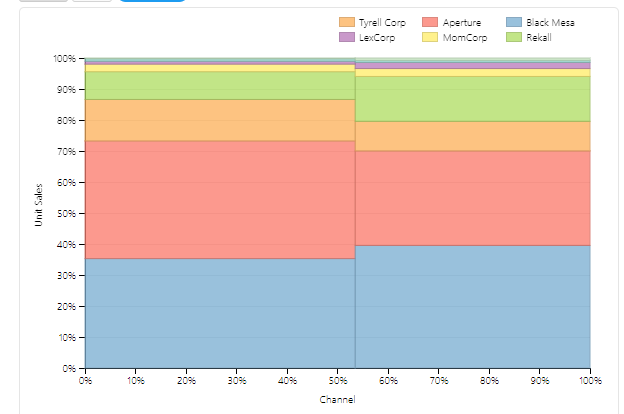 Tyrell Corp Aperture Black Mesa
LexCorp MomCorp Rekall
100%
90%
80%
70%
60%
50%
40%
30%
20%
10%
0%
Unit Sales
0% 10% 20% 30% 40% 50% 60% 70% 80% 90% 100%
Channel